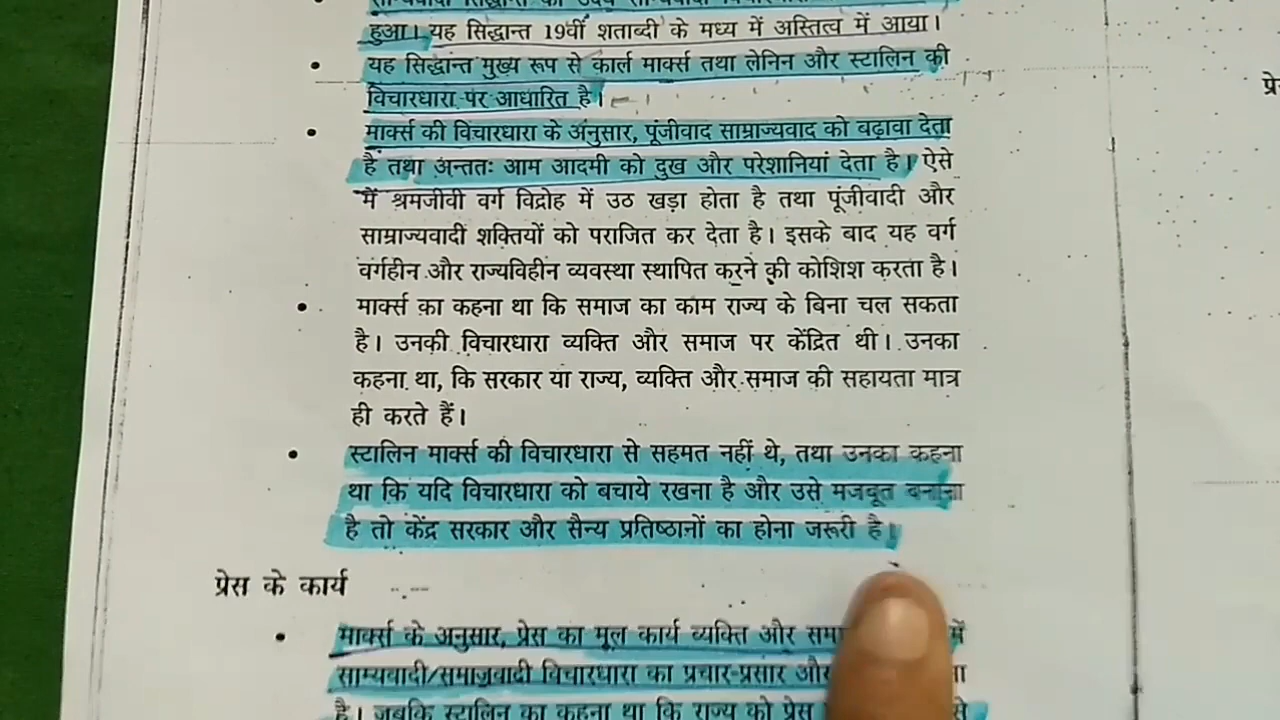 हुआ। यह सिद्धान्त 19वीं शताब्दी के मध्य में अस्तित्व में आया।
• यह सिद्धांत मुख्य रूप से कार्ल मार्क्स तथा लेनिन और स्टालिन की
विचारधारा पर आधारित है।
• मार्क्स की विचारधारा के अनुसार, पूंजीवाद साम्राज्यवाद को बढ़ावा देता
है तथा अन्ततः आम आदमी को दुख और परेशानियां देता है। ऐसे
में श्रमजीवी वर्ग विद्रोह में उठ खड़ा होता है तथा पूंजीवादी और
साम्राज्यवादी शक्तियों को पराजित कर देता है। इसके बाद यह वर्ग
वर्गहीन और राज्यविहीन व्यवस्था स्थापित करने की कोशिश करता है।
• मार्क्स का कहना था कि समाज का काम राज्य के बिना चल सकता
है। उनकी विचारधारा व्यक्ति और समाज पर केंद्रित थी। उनका
कहना था, कि सरकार या राज्य, व्यक्ति और समाज की सहायता मात्र
ही करते हैं।
• स्टालिन मार्क्स की विचारधारा से सहमत नहीं थे, तथा उनका कहना
था कि यदि विचारधारा को बचाये रखना है और उसे मजबूत बनाना
है तो केंद्र सरकार और सैन्य प्रतिष्ठानों का होना जरूरी है।
प्रेस के कार्य
• मार्क्स के अनुसार, प्रेस का मूल कार्य व्यक्ति और में
साम्यवादी/समाजवादी विचारधारा का प्रचार-प्रसार और
है। जबकि स्टालिन का कहना था कि राज्य को प्रेस से